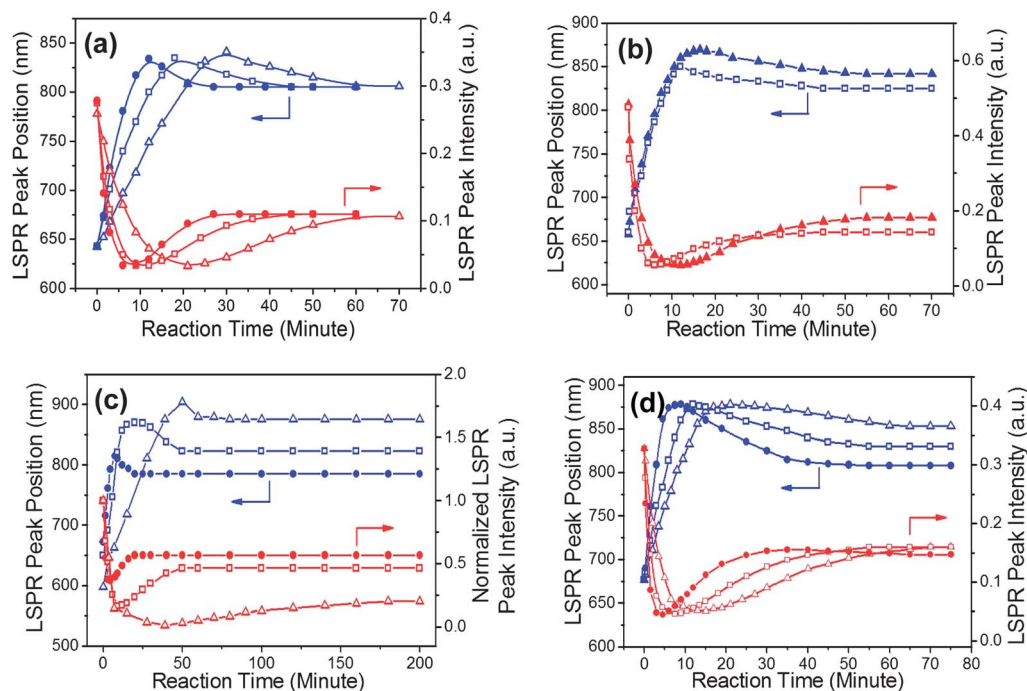 (a)
LSPR Peak Position (nm)
850
800
750
700
650
600
0.4
0.3
0.2
0.1
0.0
LSPR Peak Intensity (a.u.)
0 10 20 30 40 50 60 70
Reaction Time (Minute)
(b)
LSPR Peak Position (nm)
900
850
800
750
700
650
600
0.6
0.4
0.2
0.0
LSPR Peak Intensity (a.u.)
0 10 20 30 40 50 60 70
Reaction Time (Minute)
(c)
LSPR Peak Position (nm)
900
800
700
600
500
2.0
1.5
1.0
0.5
0.0
Normalized LSPR
Peak Intensity (a.u.)
0 50 100 150 200
Reaction Time (Minute)
(d)
LSPR Peak Position (nm)
900
850
800
750
700
650
600
0.4
0.3
0.2
0.1
0.0
LSPR Peak Intensity (a.u.)
0 10 20 30 40 50 60 70 80
Reaction Time (Minute)